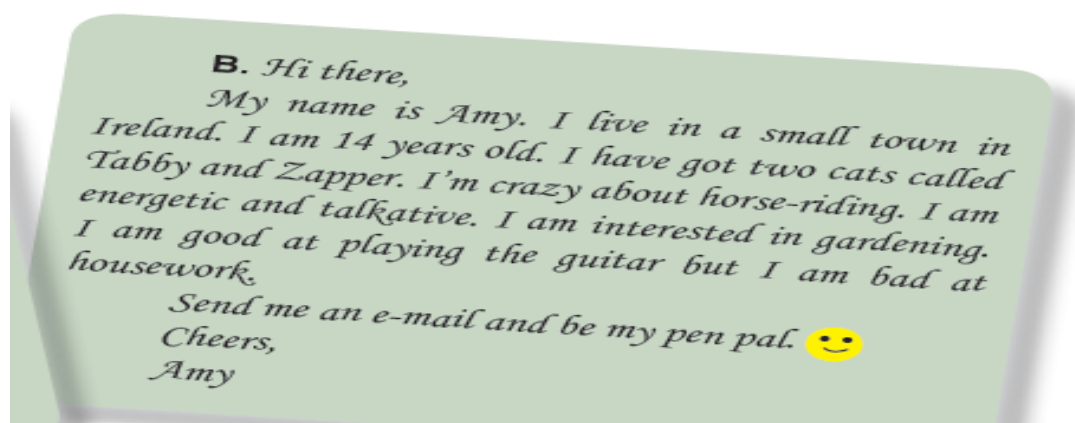 B. Hi there,
My name is Amy. I live in a small town in
Ireland. I am 14 years old. I have got two cats called
Tabby and Zapper. I'm crazy about horse-riding. I am
energetic and talkative. I am interested in gardening.
I am good at playing the guitar but I am bad at
housework.
Send me an e-mail and be my pen pal.
Cheers,
Amy